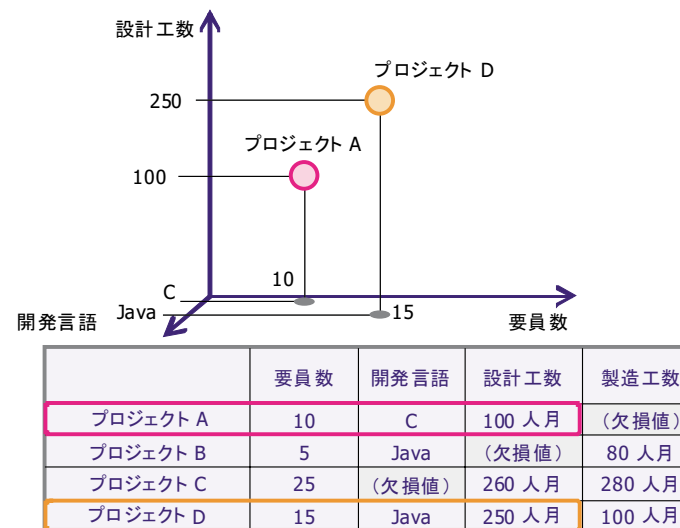 設計工数
プロジェクト D
250
プロジェクト A
100
10
C
Java
15
開発言語
要員数
要員数 開発言語 設計工数 製造工数
プロジェクト A 10 C 100 人月 （欠損値）
プロジェクト B 5 Java （欠損値） 80 人月
プロジェクト C 25 （欠損値） 260 人月 280 人月
プロジェクト D 15 Java 250 人月 100 人月